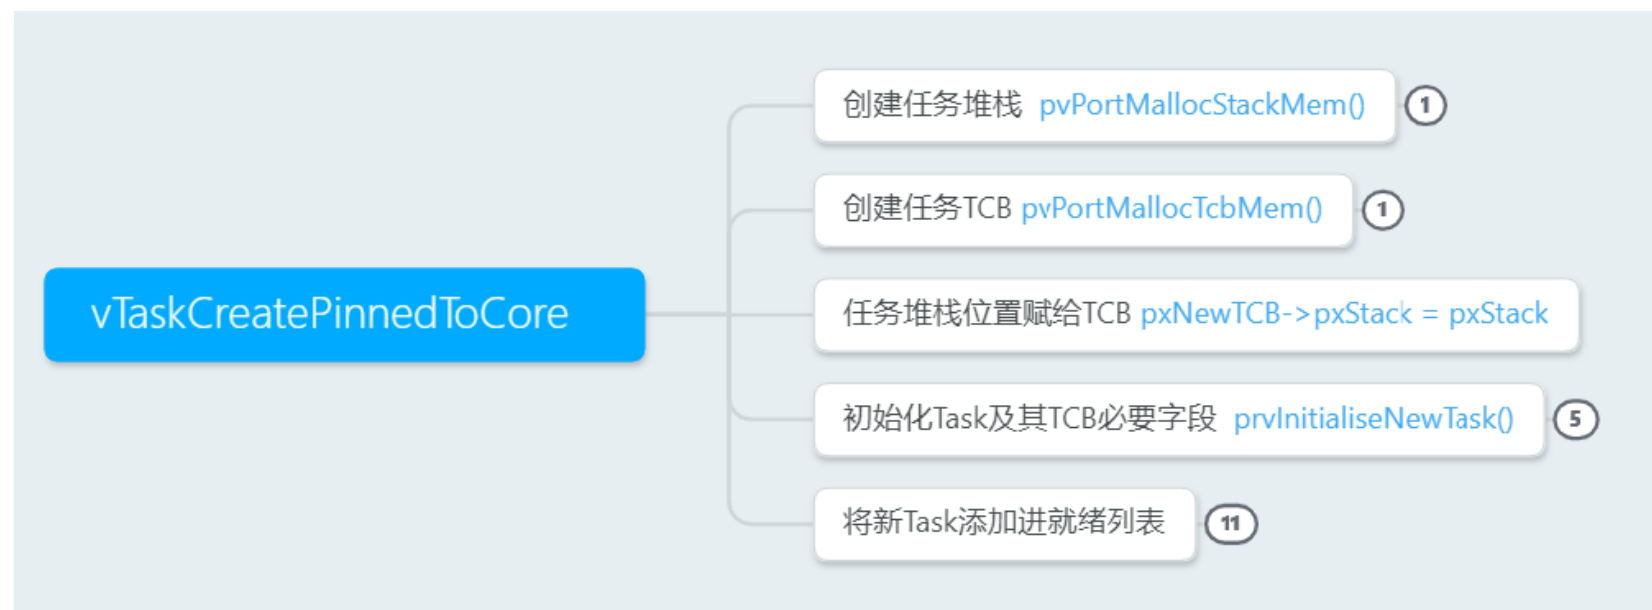 创建任务堆栈 pvPortMallocStackMem() 1
创建任务TCB pvPortMallocTcbMem() 1
vTaskCreatePinnedToCore
任务堆栈位置赋给TCB pxNewTCB->pxStack = pxStack
初始化Task及其TCB必要字段 prvInitialiseNewTask() 5
将新Task添加进就绪列表 11